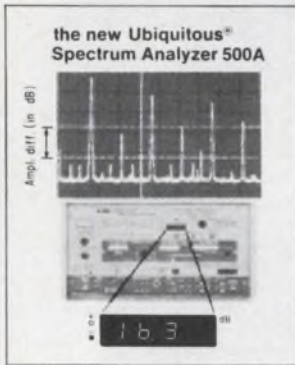 the new Ubiquitous®
Spectrum Analyzer 500A
Ampl. diff. (in dB)
16.3
dB